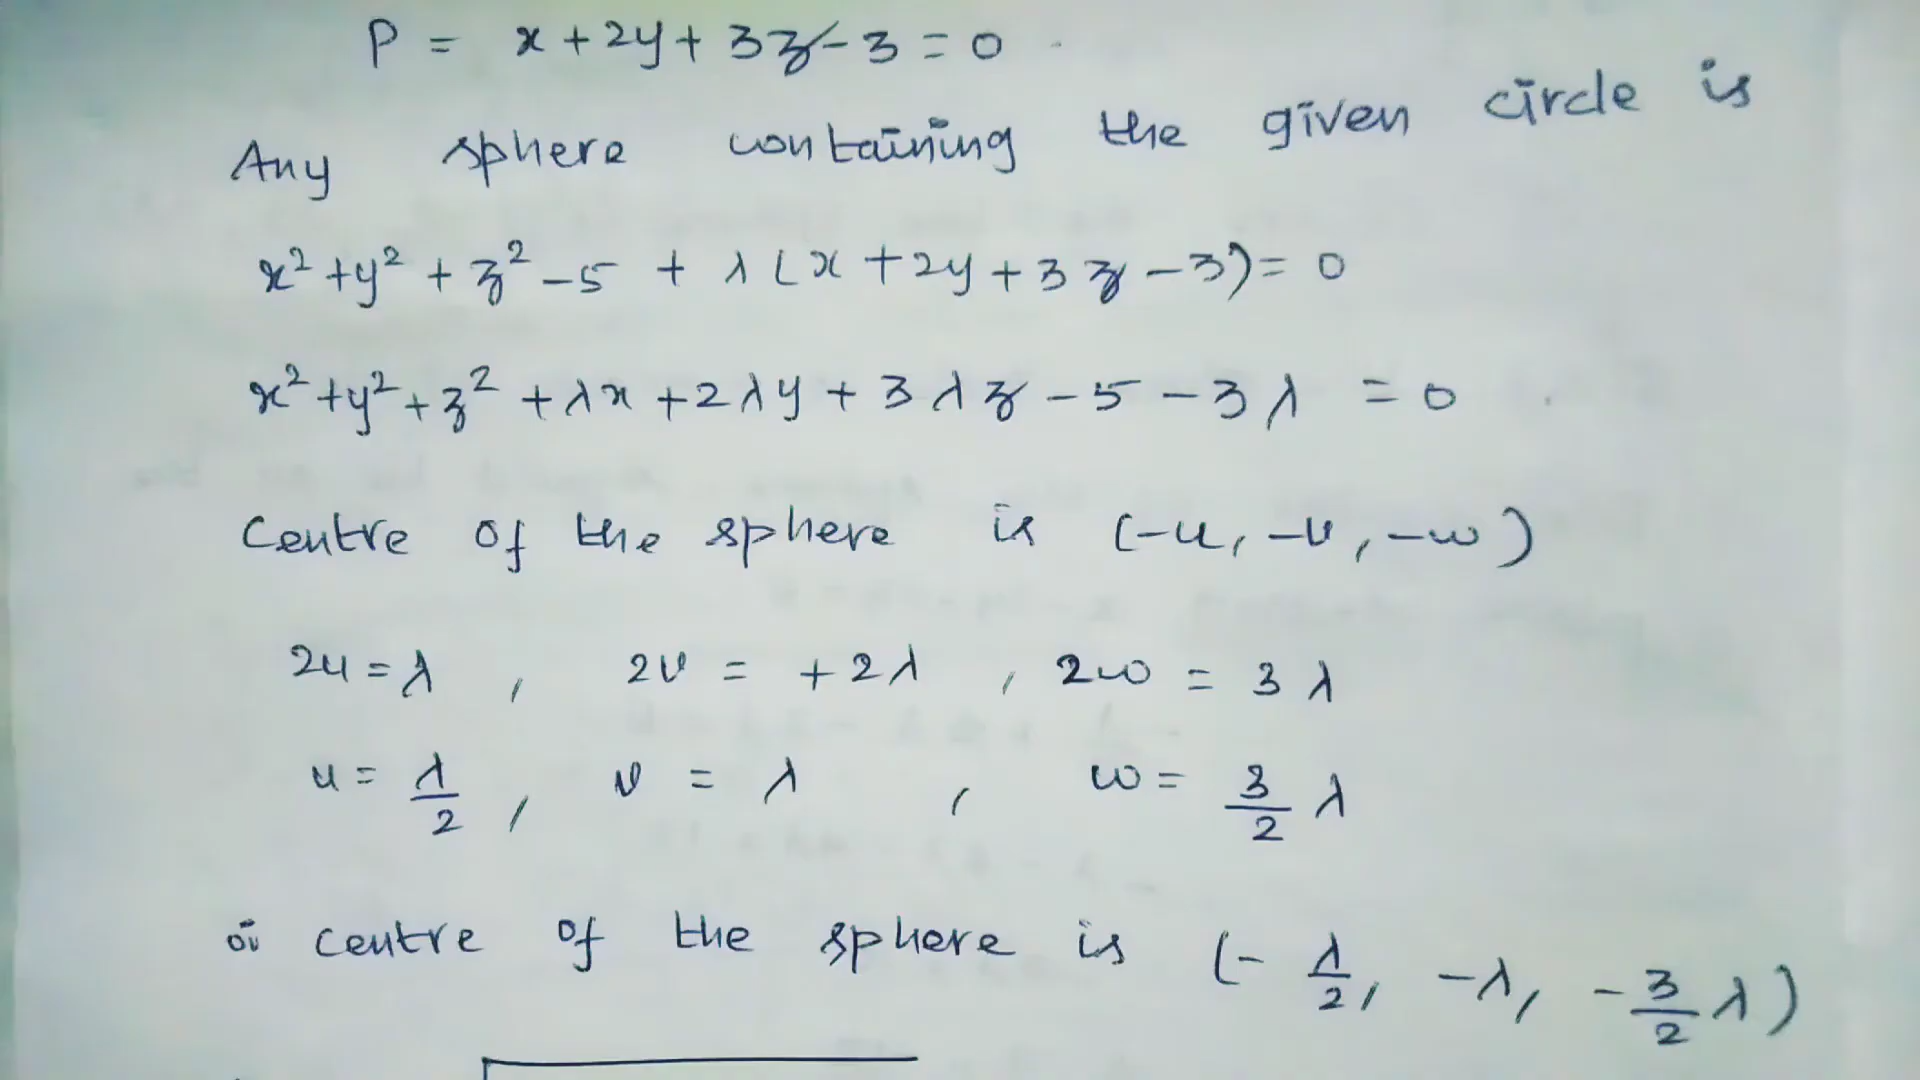 P = x + 2y + 3z - 3 = 0
Any sphere containing the given circle is
x² + y² + z² - 5 + λ (x + 2y + 3z - 3) = 0
x² + y² + z² + λx + 2λy + 3λz - 5 - 3λ = 0
Centre of the sphere is (-u, -v, -w)
2u = λ , 2v = +2λ , 2w = 3λ
u = λ/2 , v = λ , w = 3/2 λ
∴ centre of the sphere is (- λ/2, -λ, - 3/2 λ)